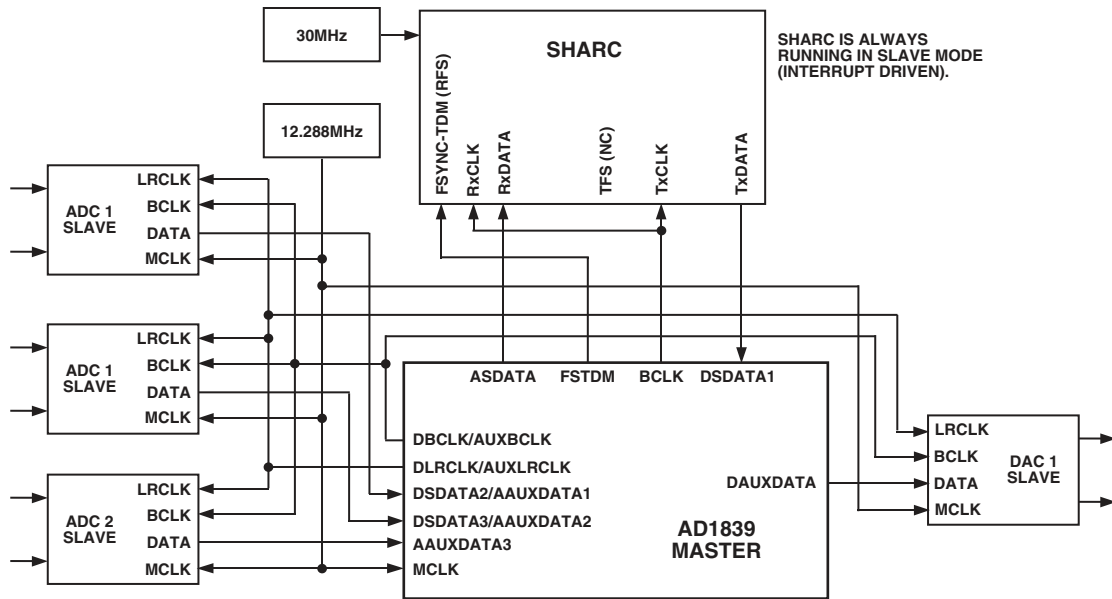 30MHz
SHARC
SHARC IS ALWAYS
RUNNING IN SLAVE MODE
(INTERRUPT DRIVEN).
12.288MHz
FSYNC-TDM (RFS)
RxCLK
RxDATA
TFS (NC)
TxCLK
TxDATA
ADC 1
SLAVE
LRCLK
BCLK
DATA
MCLK
ADC 1
SLAVE
LRCLK
BCLK
DATA
MCLK
ADC 2
SLAVE
LRCLK
BCLK
DATA
MCLK
ASDATA
FSTDM
BCLK
DSDATA1
DBCLK/AUXBCLK
DLRCLK/AUXLRCLK
DSDATA2/AAUXDATA1
DSDATA3/AAUXDATA2
AAUXDATA3
MCLK
DAUXDATA
AD1839
MASTER
LRCLK
BCLK
DATA
MCLK
DAC 1
SLAVE